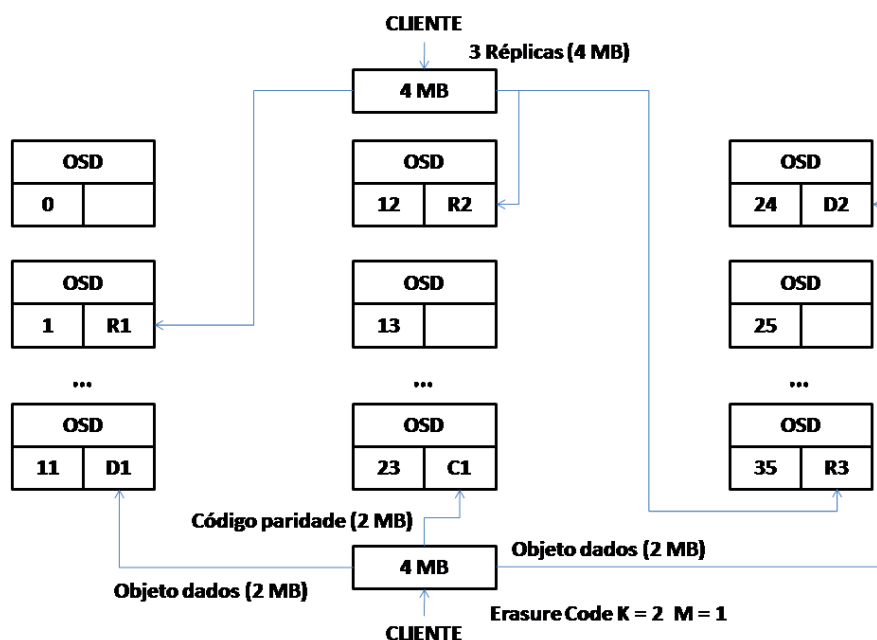 CLIENTE
3 Réplicas (4 MB)
4 MB
OSD OSD OSD
0 12 R2 24 D2
OSD OSD OSD
1 R1 13 25
... ... ...
OSD OSD OSD
11 D1 23 C1 35 R3
Código paridade (2 MB)
Objeto dados (2 MB) 4 MB Objeto dados (2 MB)
Erasure Code K = 2 M = 1
CLIENTE